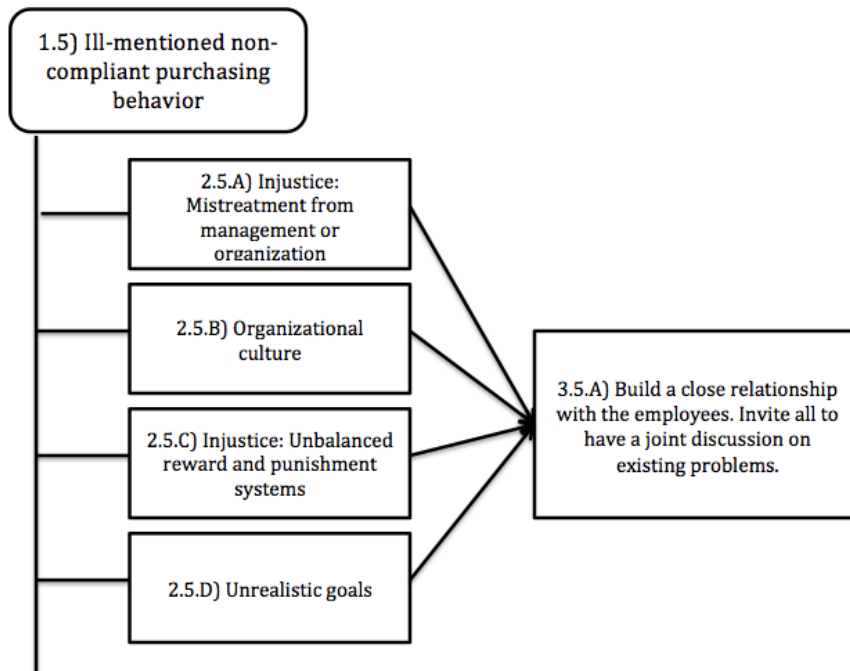 1.5) Ill-mentioned non-
compliant purchasing
behavior
2.5.A) Injustice:
Mistreatment from
management or
organization
2.5.B) Organizational
culture
2.5.C) Injustice: Unbalanced
reward and punishment
systems
2.5.D) Unrealistic goals
3.5.A) Build a close relationship
with the employees. Invite all to
have a joint discussion on
existing problems.